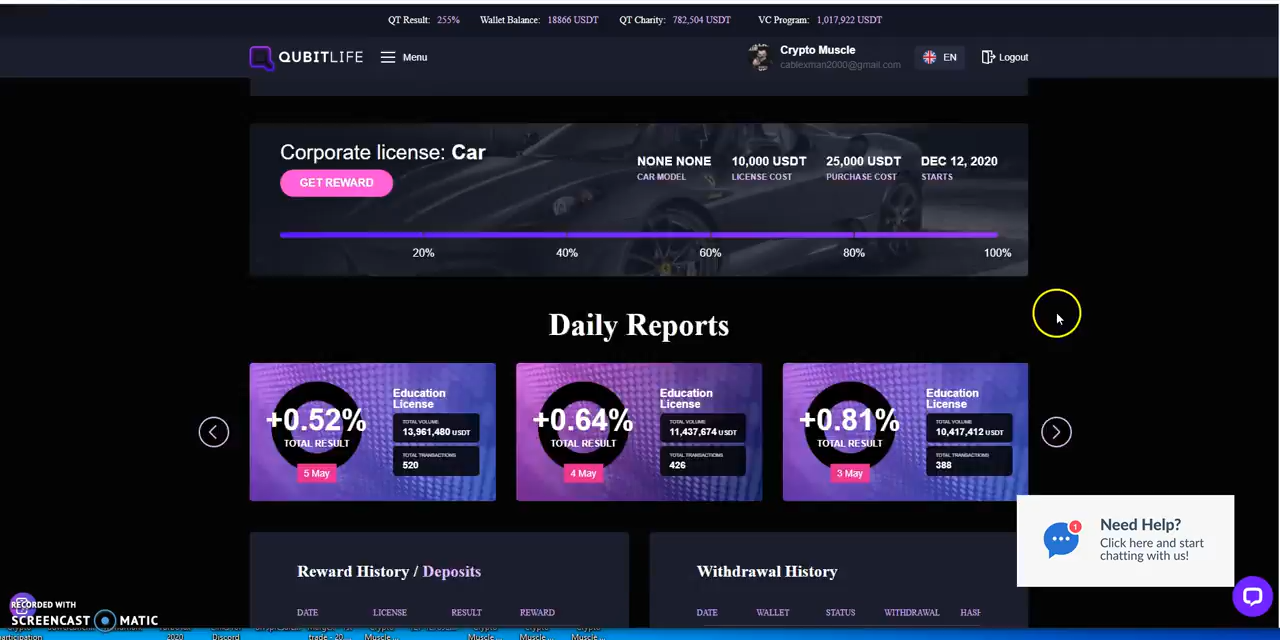 QT Result: 255% Wallet Balance: 18866 USDT QT Charity: 782,504 USDT VC Program: 1,017,922 USDT
QUBITLIFE Menu
Crypto Muscle
cablexman2000@gmail.com
EN
Logout
Corporate license: Car
GET REWARD
NONE NONE 10,000 USDT 25,000 USDT DEC 12, 2020
CAR MODEL LICENSE COST PURCHASE COST STARTS
20% 40% 60% 80% 100%
Daily Reports
+0.52%
TOTAL RESULT
5 May
Education
License
TOTAL VOLUME
13,961,480 USDT
TOTAL TRANSACTIONS
520
+0.64%
TOTAL RESULT
4 May
Education
License
TOTAL VOLUME
11,437,674 USDT
TOTAL TRANSACTIONS
426
+0.81%
TOTAL RESULT
3 May
Education
License
TOTAL VOLUME
10,417,412 USDT
TOTAL TRANSACTIONS
388
1
Need Help?
Click here and start
chatting with us!
Reward History / Deposits
DATE LICENSE RESULT REWARD
Withdrawal History
DATE WALLET STATUS WITHDRAWAL HASH
RECORDED WITH
SCREENCAST MATIC